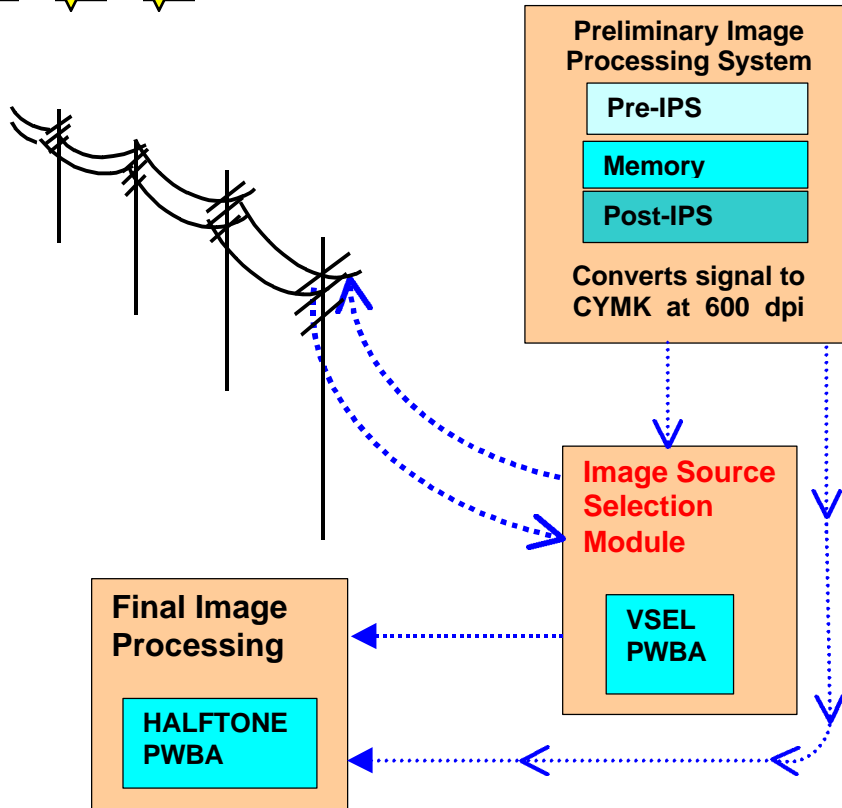 Preliminary Image
Processing System
Pre-IPS
Memory
Post-IPS
Converts signal to
CYMK at 600 dpi
Image Source
Selection
Module
VSEL
PWBA
Final Image
Processing
HALFTONE
PWBA